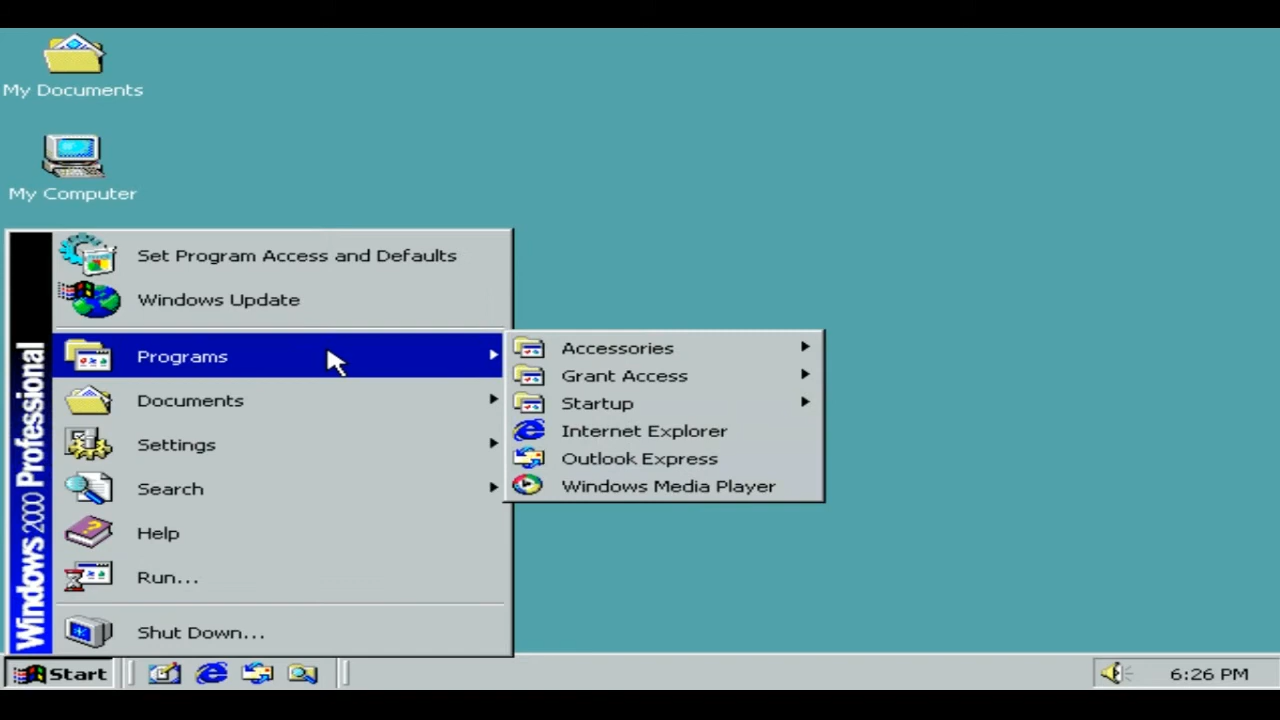 My Documents
My Computer
Set Program Access and Defaults
Windows Update
Programs
Documents
Settings
Search
Help
Run...
Shut Down...
Windows 2000 Professional
Accessories
Grant Access
Startup
Internet Explorer
Outlook Express
Windows Media Player
Start
6:26 PM